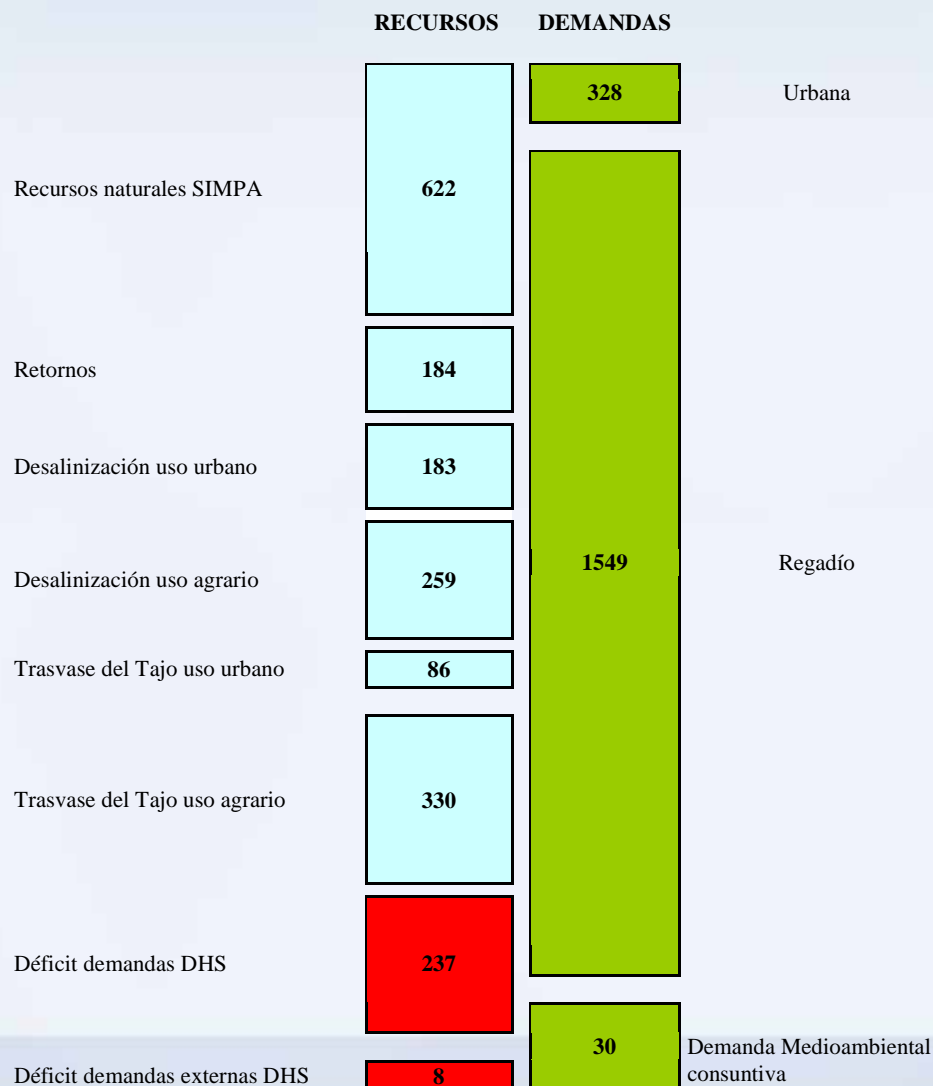 RECURSOS DEMANDAS
328 Urbana
Recursos naturales SIMPA 622
Retornos 184
Desalinización uso urbano 183
1549 Regadío
Desalinización uso agrario 259
Trasvase del Tajo uso urbano 86
Trasvase del Tajo uso agrario 330
Déficit demandas DHS 237
30 Demanda Medioambiental
consuntiva
Déficit demandas externas DHS 8